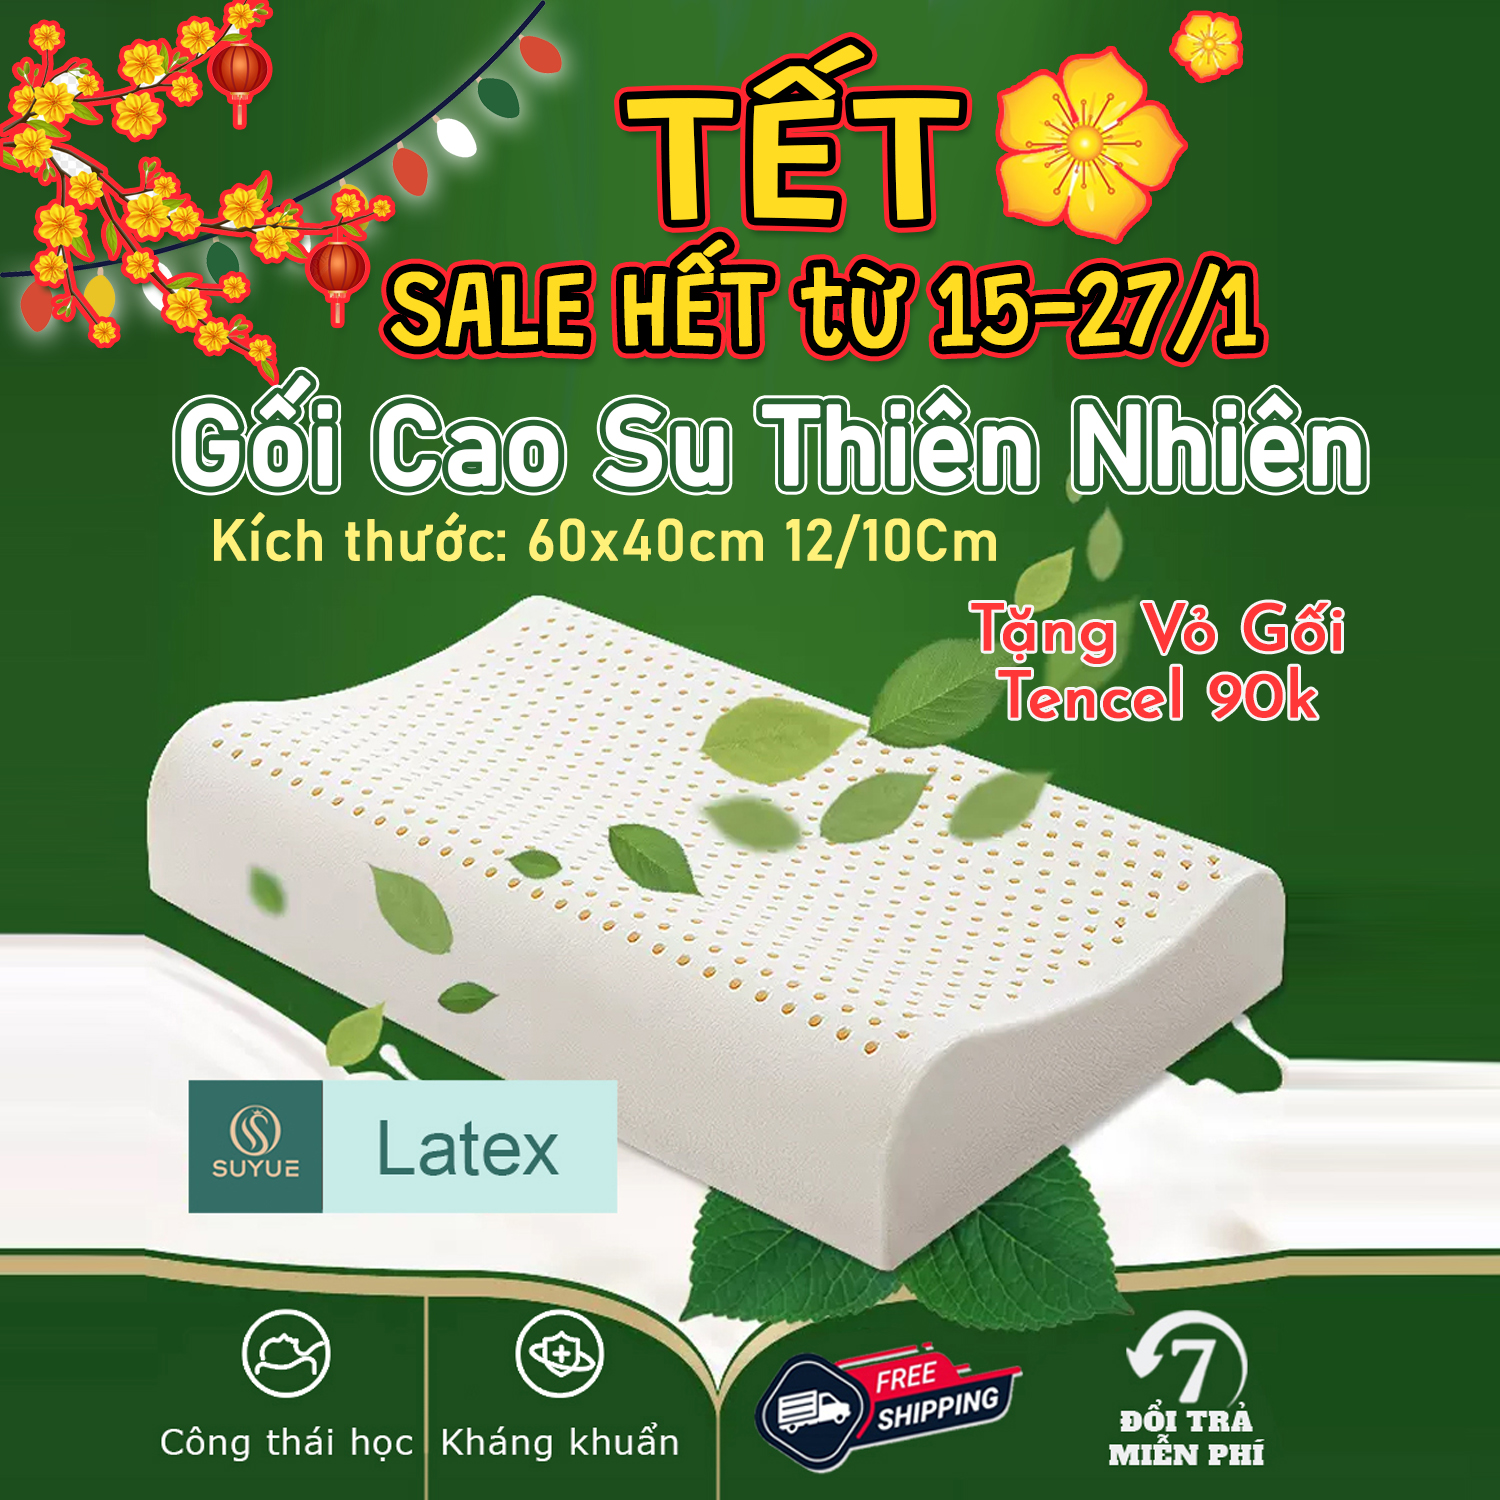 TẾT
SALE HẾT từ 15-27/1
Gối Cao Su Thiên Nhiên
Kích thước: 60x40cm 12/10Cm
Tặng Vỏ Gối
Tencel 90k
SUYUE
Latex
Công thái học
Kháng khuẩn
FREE
SHIPPING
7
ĐỔI TRẢ
MIỄN PHÍ